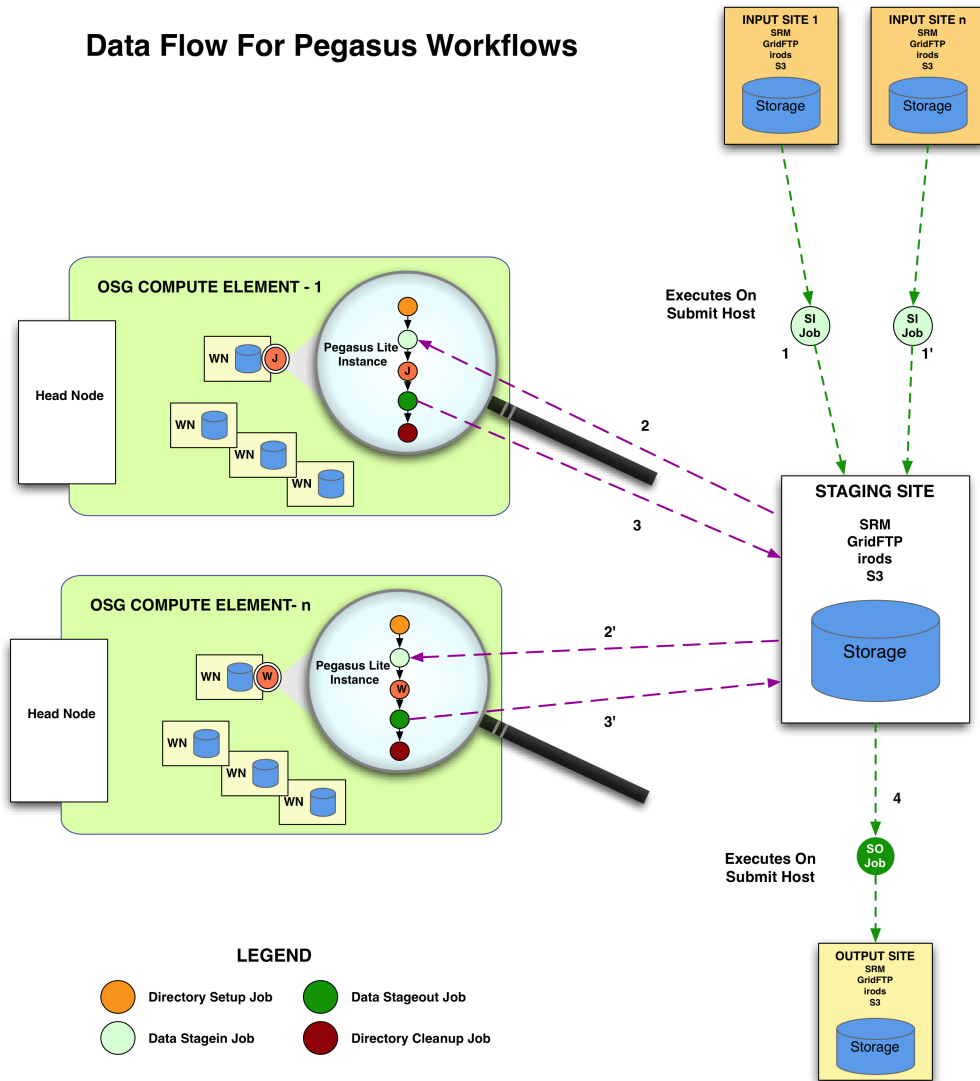 Data Flow For Pegasus Workflows
INPUT SITE 1
SRM
GridFTP
irods
S3
Storage
INPUT SITE n
SRM
GridFTP
irods
S3
Storage
Executes On
Submit Host
SI
Job
1
SI
Job
1'
OSG COMPUTE ELEMENT - 1
Head Node
WN
J
WN
WN
WN
Pegasus Lite
Instance
J
2
3
STAGING SITE
SRM
GridFTP
irods
S3
Storage
OSG COMPUTE ELEMENT- n
Head Node
WN
W
WN
WN
WN
Pegasus Lite
Instance
W
2'
3'
4
Executes On
Submit Host
SO
Job
OUTPUT SITE
SRM
GridFTP
irods
S3
Storage
LEGEND
Directory Setup Job
Data Stageout Job
Data Stagein Job
Directory Cleanup Job